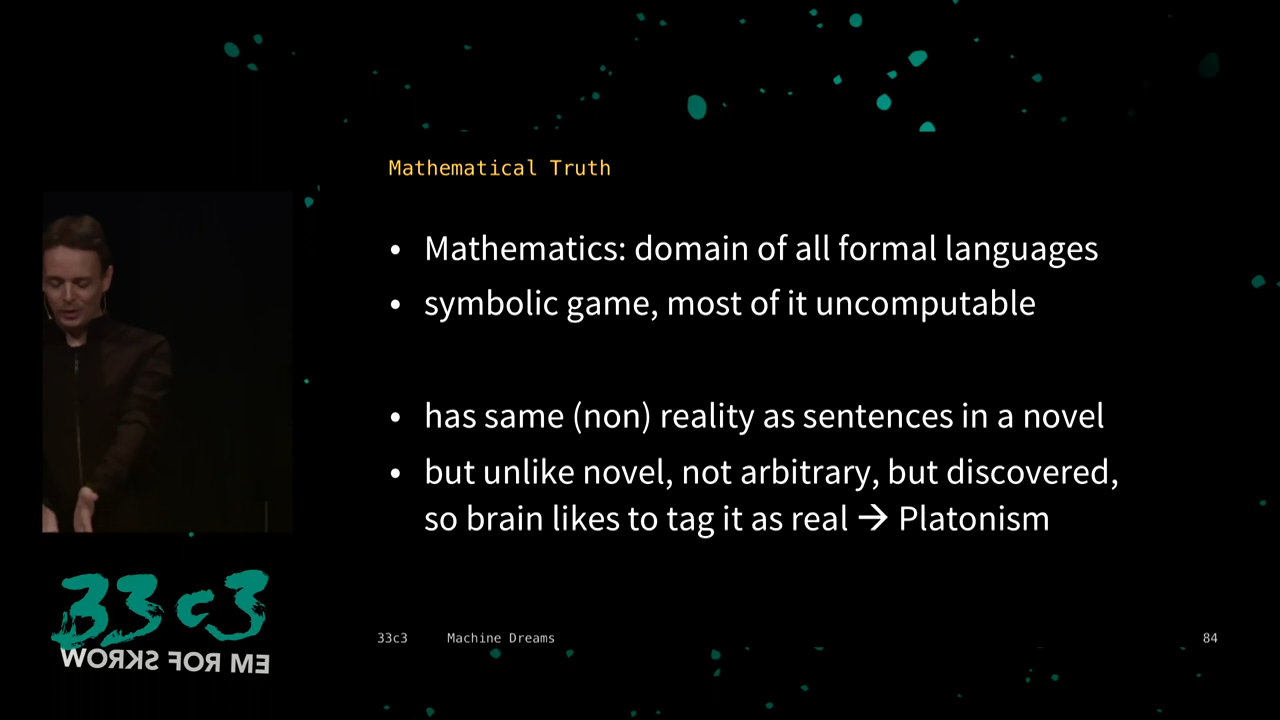 Mathematical Truth
• Mathematics: domain of all formal languages
• symbolic game, most of it uncomputable
• has same (non) reality as sentences in a novel
• but unlike novel, not arbitrary, but discovered,
so brain likes to tag it as real → Platonism
33c3
WORKS FOR ME
33c3 Machine Dreams 84